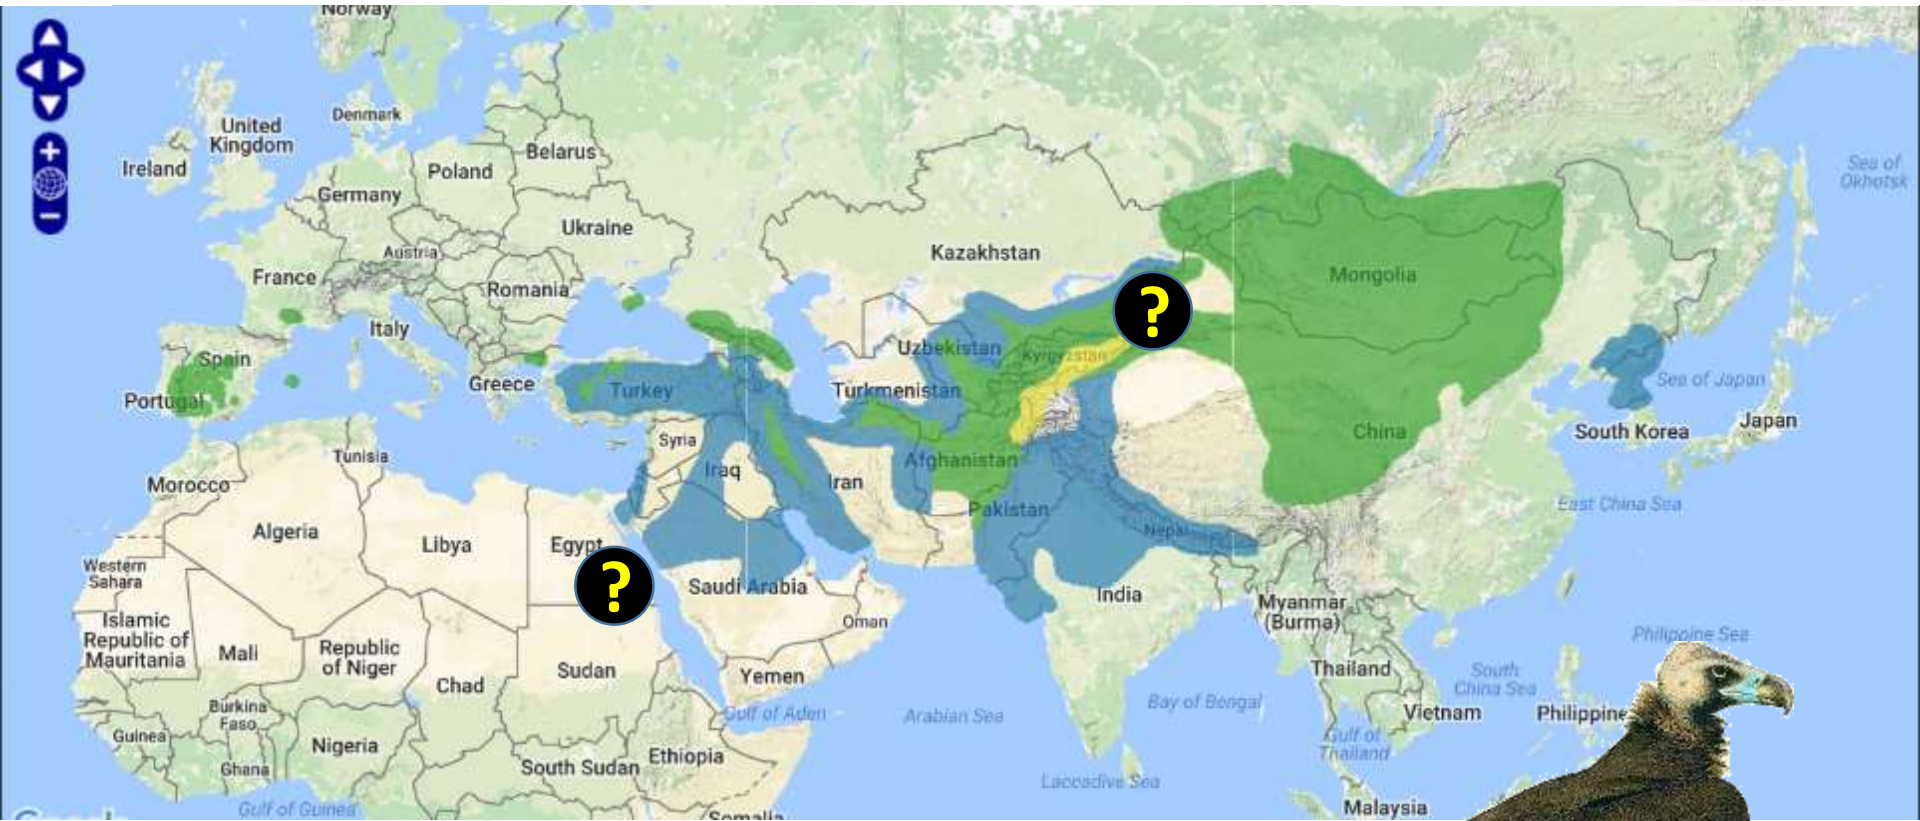 Norway
Denmark
United
Kingdom
Ireland
Belarus
Poland
Germany
Ukraine
Austria
France
Romania
Italy
Spain
Portugal
Greece
Turkey
Kazakhstan
Mongolia
Sea of
Okhotsk
?
Uzbekistan
Kyrgyzstan
Turkmenistan
Sea of Japan
Japan
South Korea
China
Syria
Iraq
Iran
Afghanistan
Pakistan
Nepal
East China Sea
Tunisia
Morocco
Algeria
Libya
Egypt
?
Western
Sahara
Saudi Arabia
Oman
India
Myanmar
(Burma)
Islamic
Republic of
Mauritania
Mali
Republic
of Niger
Chad
Sudan
Yemen
Thailand
Philippine Sea
South
China Sea
Burkina
Faso
Guinea
Ghana
Nigeria
South Sudan
Ethiopia
Gulf of Aden
Arabian Sea
Bay of Bengal
Vietnam
Philippine
Gulf of
Thailand
Laccadive Sea
Malaysia
Gulf of Guinea
Somalia
Google